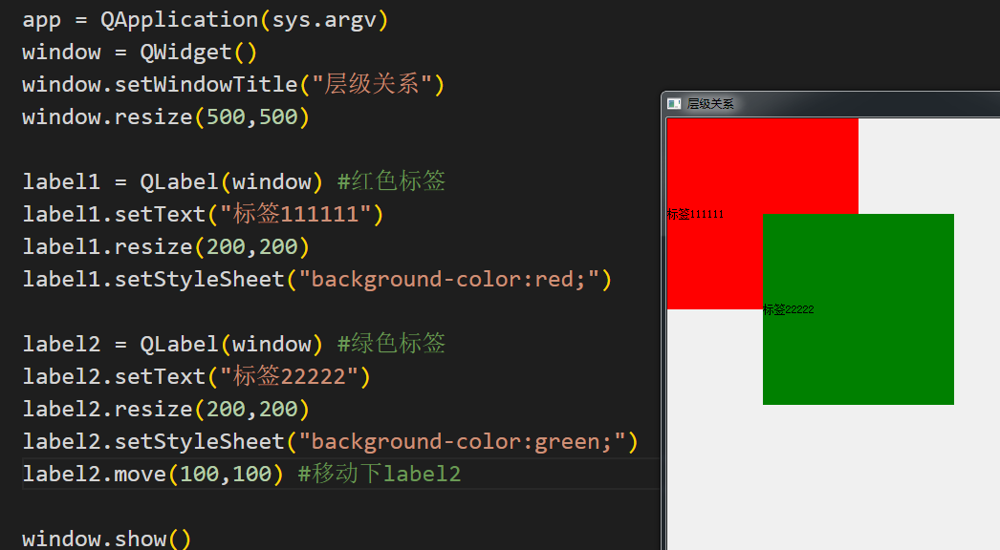 app = QApplication(sys.argv)
window = QWidget()
window.setWindowTitle("层级关系")
window.resize(500,500)
label1 = QLabel(window) #红色标签
label1.setText("标签111111")
label1.resize(200,200)
label1.setStyleSheet("background-color:red;")
label2 = QLabel(window) #绿色标签
label2.setText("标签22222")
label2.resize(200,200)
label2.setStyleSheet("background-color:green;")
label2.move(100,100) #移动下label2
window.show()
层级关系
标签111111
标签22222